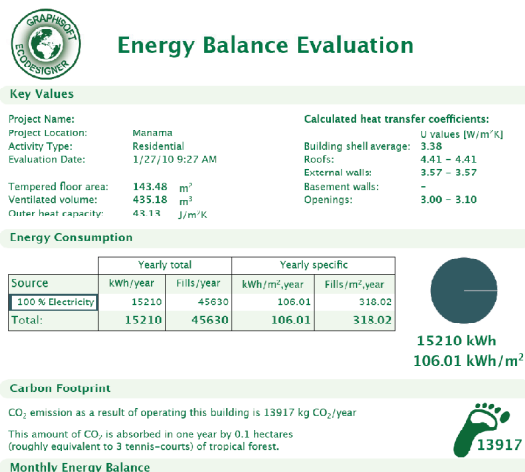 GRAPHISOFT
ECODESIGNER
Energy Balance Evaluation
Key Values
Project Name:
Project Location: Manama
Activity Type: Residential
Evaluation Date: 1/27/10 9:27 AM
Tempered floor area: 143.48 m²
Ventilated volume: 435.18 m³
Outer heat capacity: 43.13 J/m²K
Calculated heat transfer coefficients:
U values [W/m²K]
Building shell average: 3.38
Roofs: 4.41 - 4.41
External walls: 3.57 - 3.57
Basement walls: -
Openings: 3.00 - 3.10
Energy Consumption
Yearly total Yearly specific
Source kWh/year Fills/year kWh/m²,year Fills/m²,year
100 % Electricity 15210 45630 106.01 318.02
Total: 15210 45630 106.01 318.02
15210 kWh
106.01 kWh/m²
Carbon Footprint
CO₂ emission as a result of operating this building is 13917 kg CO₂/year
This amount of CO₂ is absorbed in one year by 0.1 hectares
(roughly equivalent to 3 tennis-courts) of tropical forest.
13917
Monthly Energy Balance